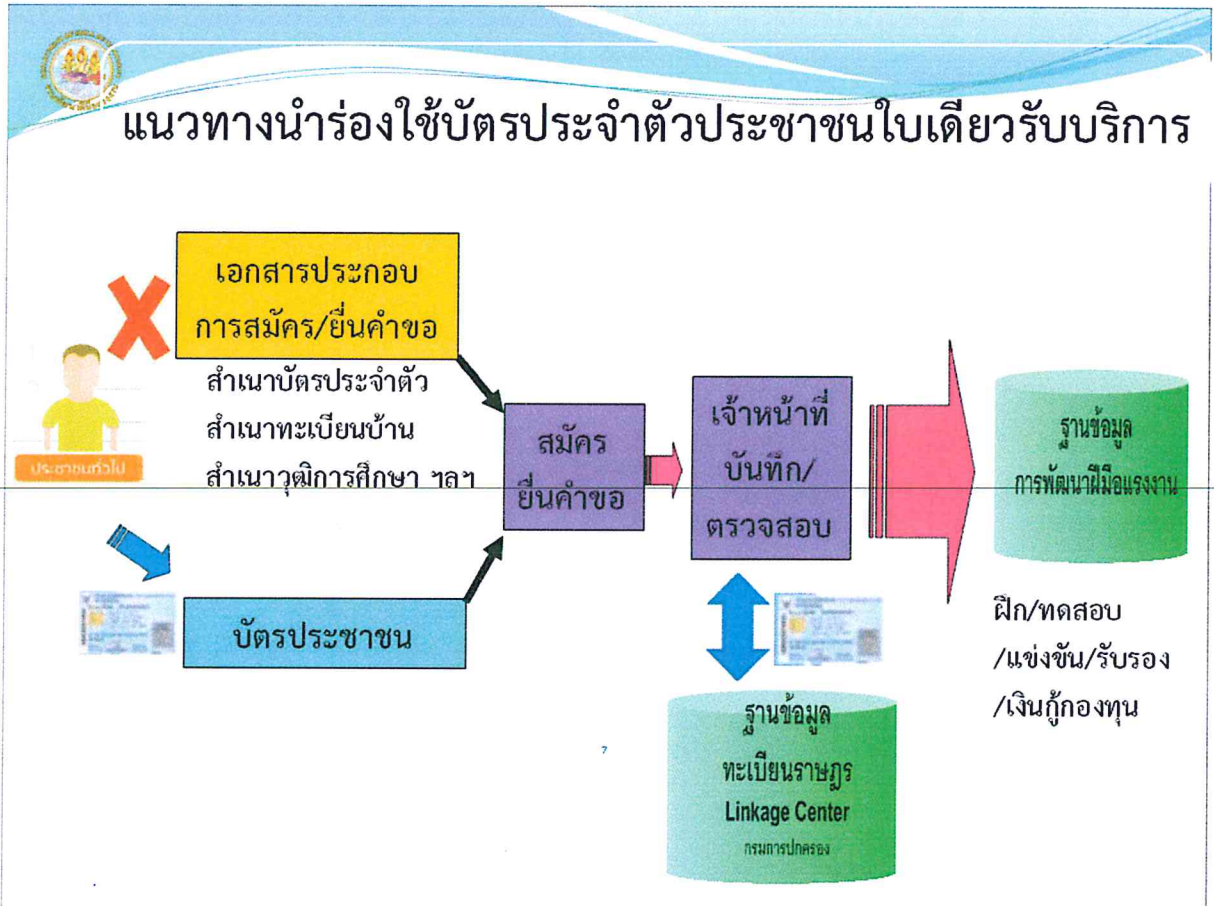 แนวทางนำร่องใช้บัตรประจำตัวประชาชนใบเดียวรับบริการ
เอกสารประกอบ
การสมัคร/ยื่นคำขอ
สำเนาบัตรประจำตัว
สำเนาทะเบียนบ้าน
สำเนาวุฒิการศึกษา ฯลฯ
ประชาชนทั่วไป
บัตรประชาชน
สมัคร
ยื่นคำขอ
เจ้าหน้าที่
บันทึก/
ตรวจสอบ
ฐานข้อมูล
ทะเบียนราษฎร
Linkage Center
กรมการปกครอง
ฐานข้อมูล
การพัฒนาฝีมือแรงงาน
ฝึก/ทดสอบ
/แข่งขัน/รับรอง
/เงินกู้กองทุน
7